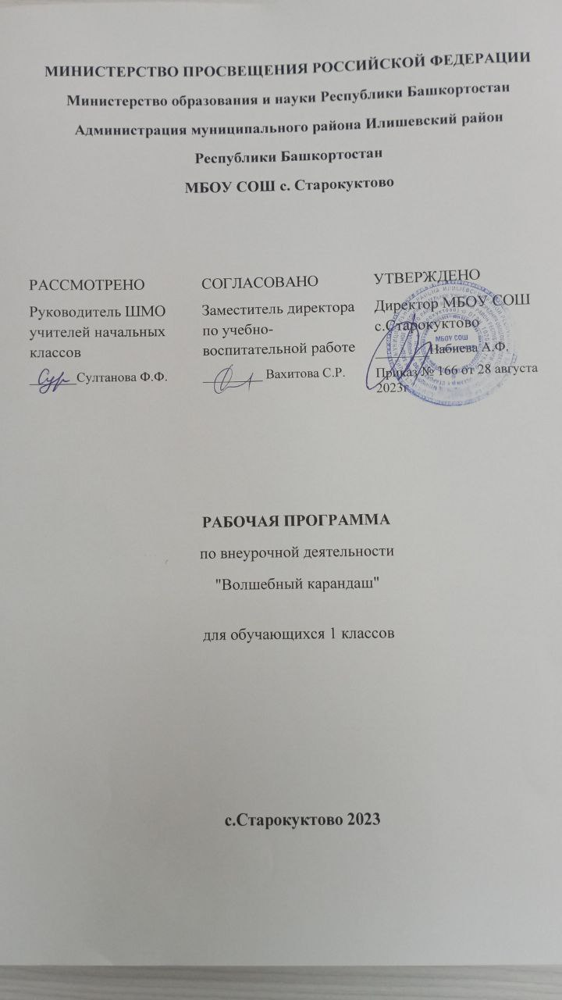 МИНИСТЕРСТВО ПРОСВЕЩЕНИЯ РОССИЙСКОЙ ФЕДЕРАЦИИ
Министерство образования и науки Республики Башкортостан
Администрация муниципального района Илишевский район
Республики Башкортостан
МБОУ СОШ с. Старокуктово
РАССМОТРЕНО
Руководитель ШМО
учителей начальных
классов
Султанова Ф.Ф.
СОГЛАСОВАНО
Заместитель директора
по учебно-
воспитательной работе
Вахитова С.Р.
УТВЕРЖДЕНО
Директор МБОУ СОШ
с.Старокуктово
Набиева А.Ф.
Приказ № 166 от 28 августа
2023г.
МБОУ СОШ
РАБОЧАЯ ПРОГРАММА
по внеурочной деятельности
"Волшебный карандаш"
для обучающихся 1 классов
с.Старокуктово 2023